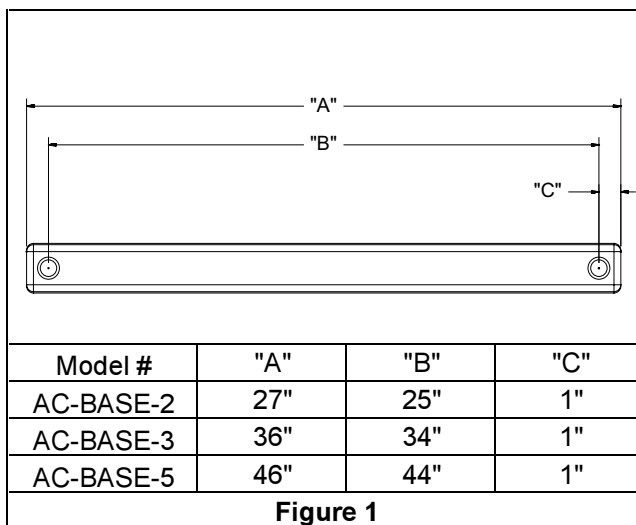 "A"
"B"
"C"
Model # "A" "B" "C"
AC-BASE-2 27" 25" 1"
AC-BASE-3 36" 34" 1"
AC-BASE-5 46" 44" 1"
Figure 1